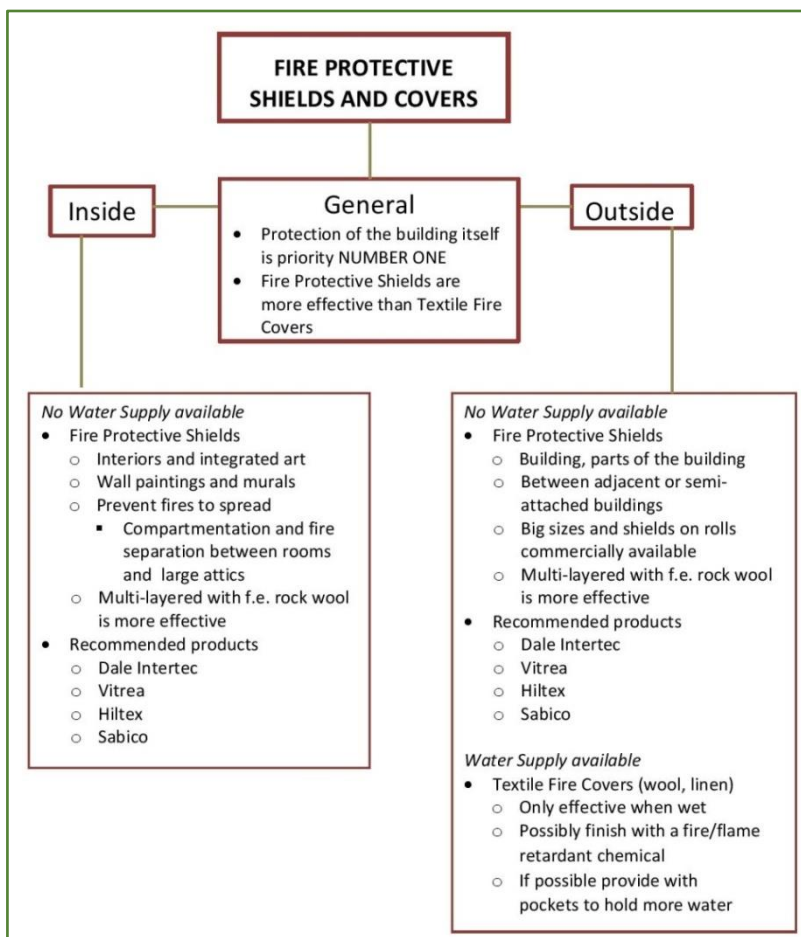 FIRE PROTECTIVE
SHIELDS AND COVERS
Inside
General
• Protection of the building itself
is priority NUMBER ONE
• Fire Protective Shields are
more effective than Textile Fire
Covers
Outside
No Water Supply available
• Fire Protective Shields
o Interiors and integrated art
o Wall paintings and murals
o Prevent fires to spread
▪ Compartmentation and fire
separation between rooms
and large attics
o Multi-layered with f.e. rock wool
is more effective
• Recommended products
o Dale Intertec
o Vitrea
o Hiltex
o Sabico
No Water Supply available
• Fire Protective Shields
o Building, parts of the building
o Between adjacent or semi-
attached buildings
o Big sizes and shields on rolls
commercially available
o Multi-layered with f.e. rock wool
is more effective
• Recommended products
o Dale Intertec
o Vitrea
o Hiltex
o Sabico
Water Supply available
• Textile Fire Covers (wool, linen)
o Only effective when wet
o Possibly finish with a fire/flame
retardant chemical
o If possible provide with
pockets to hold more water